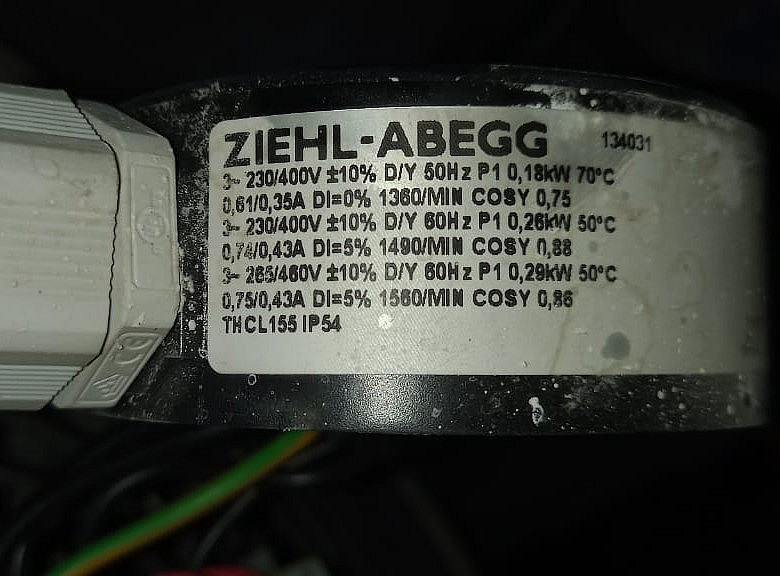 ZIEHL-ABEGG 134031
3~ 230/400V ±10% D/Y 50Hz P1 0,18kW 70°C
0,61/0,35A DI=0% 1360/MIN COSY 0,75
3~ 230/400V ±10% D/Y 60Hz P1 0,26kW 50°C
0,74/0,43A DI=5% 1490/MIN COSY 0,88
3~ 265/460V ±10% D/Y 60Hz P1 0,29kW 50°C
0,75/0,43A DI=5% 1560/MIN COSY 0,86
THCL155 IP54